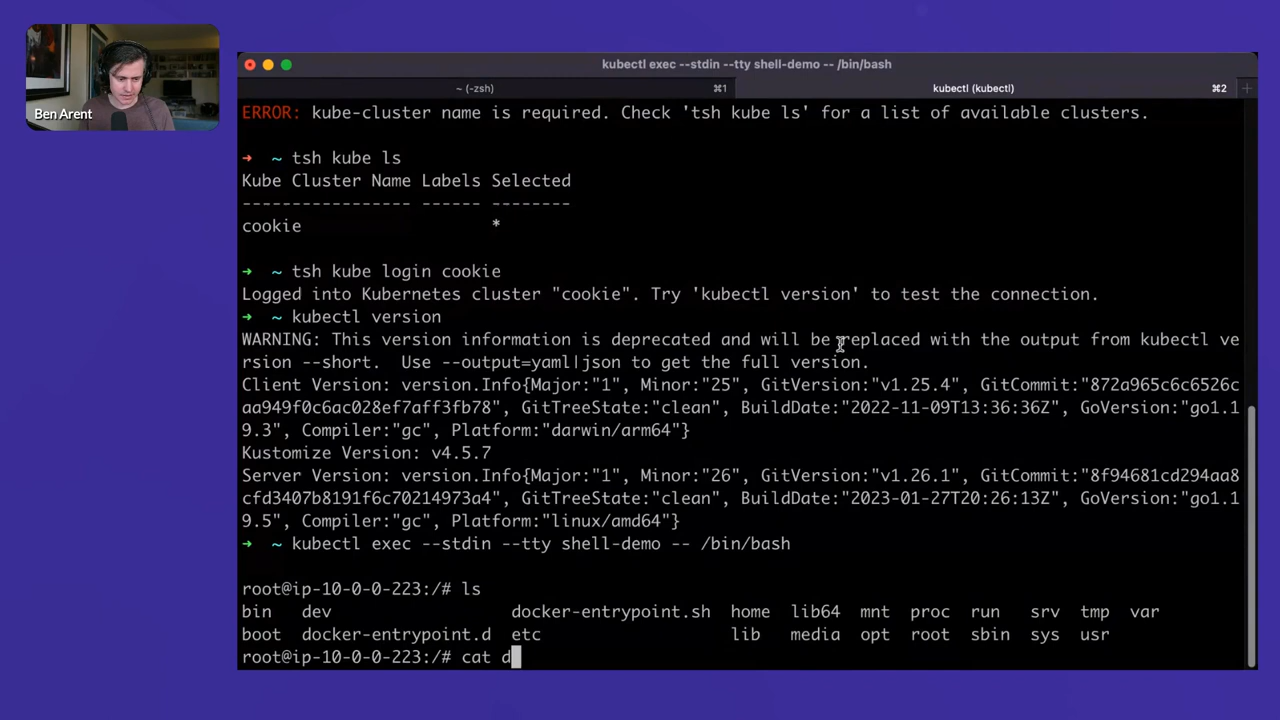 Ben Arent
kubectl exec --stdin --tty shell-demo -- /bin/bash
~ (-zsh) ⌘1 kubectl (kubectl) ⌘2 +
ERROR: kube-cluster name is required. Check 'tsh kube ls' for a list of available clusters.
➜ ~ tsh kube ls
Kube Cluster Name Labels Selected
----------------- ------ --------
cookie *
➜ ~ tsh kube login cookie
Logged into Kubernetes cluster "cookie". Try 'kubectl version' to test the connection.
➜ ~ kubectl version
WARNING: This version information is deprecated and will be replaced with the output from kubectl ve
rsion --short.  Use --output=yaml|json to get the full version.
Client Version: version.Info{Major:"1", Minor:"25", GitVersion:"v1.25.4", GitCommit:"872a965c6c6526c
aa949f0c6ac028ef7aff3fb78", GitTreeState:"clean", BuildDate:"2022-11-09T13:36:36Z", GoVersion:"go1.1
9.3", Compiler:"gc", Platform:"darwin/arm64"}
Kustomize Version: v4.5.7
Server Version: version.Info{Major:"1", Minor:"26", GitVersion:"v1.26.1", GitCommit:"8f94681cd294aa8
cfd3407b8191f6c70214973a4", GitTreeState:"clean", BuildDate:"2023-01-27T20:26:13Z", GoVersion:"go1.1
9.5", Compiler:"gc", Platform:"linux/amd64"}
➜ ~ kubectl exec --stdin --tty shell-demo -- /bin/bash
root@ip-10-0-0-223:/# ls
bin dev docker-entrypoint.sh home lib64 mnt proc run srv tmp var
boot docker-entrypoint.d etc lib media opt root sbin sys usr
root@ip-10-0-0-223:/# cat d